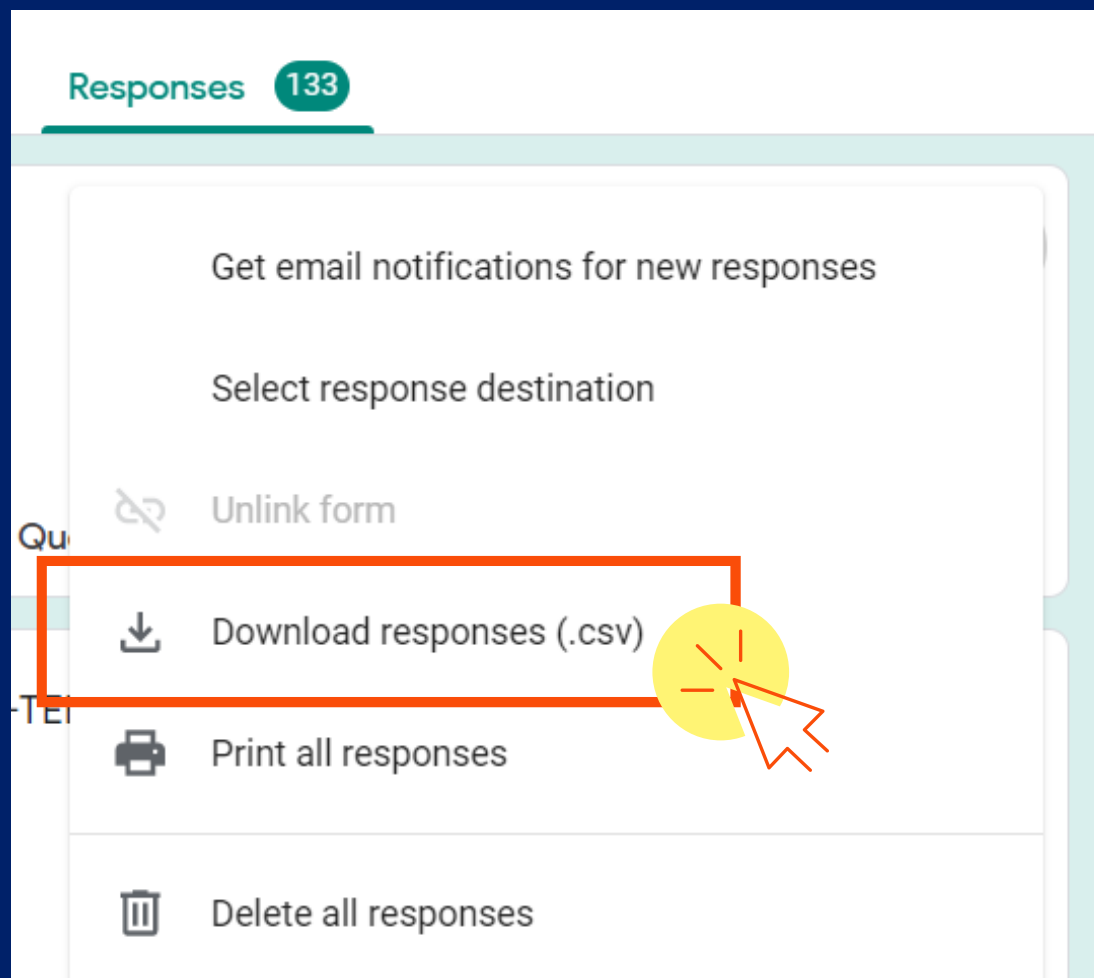 Responses 133
Get email notifications for new responses
Select response destination
Unlink form
Download responses (.csv)
Print all responses
Delete all responses